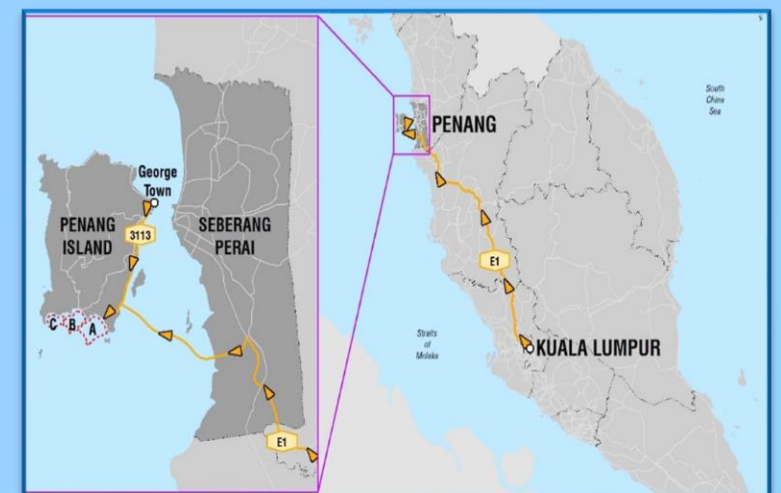 George
Town
PENANG
ISLAND
3113
SEBERANG
PERAI
C
B
A
E1
PENANG
South
China
Sea
E1
Straits
of
Melaka
KUALA LUMPUR